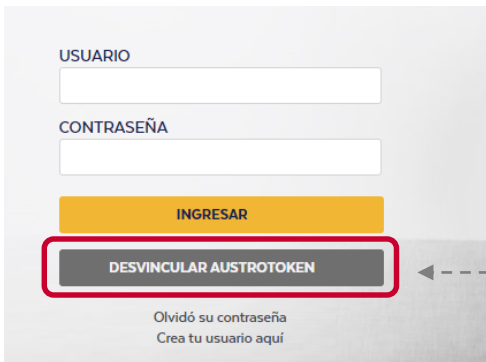 USUARIO
CONTRASEÑA
INGRESAR
DESVINCULAR AUSTROTOKEN
Olvidó su contraseña
Crea tu usuario aquí